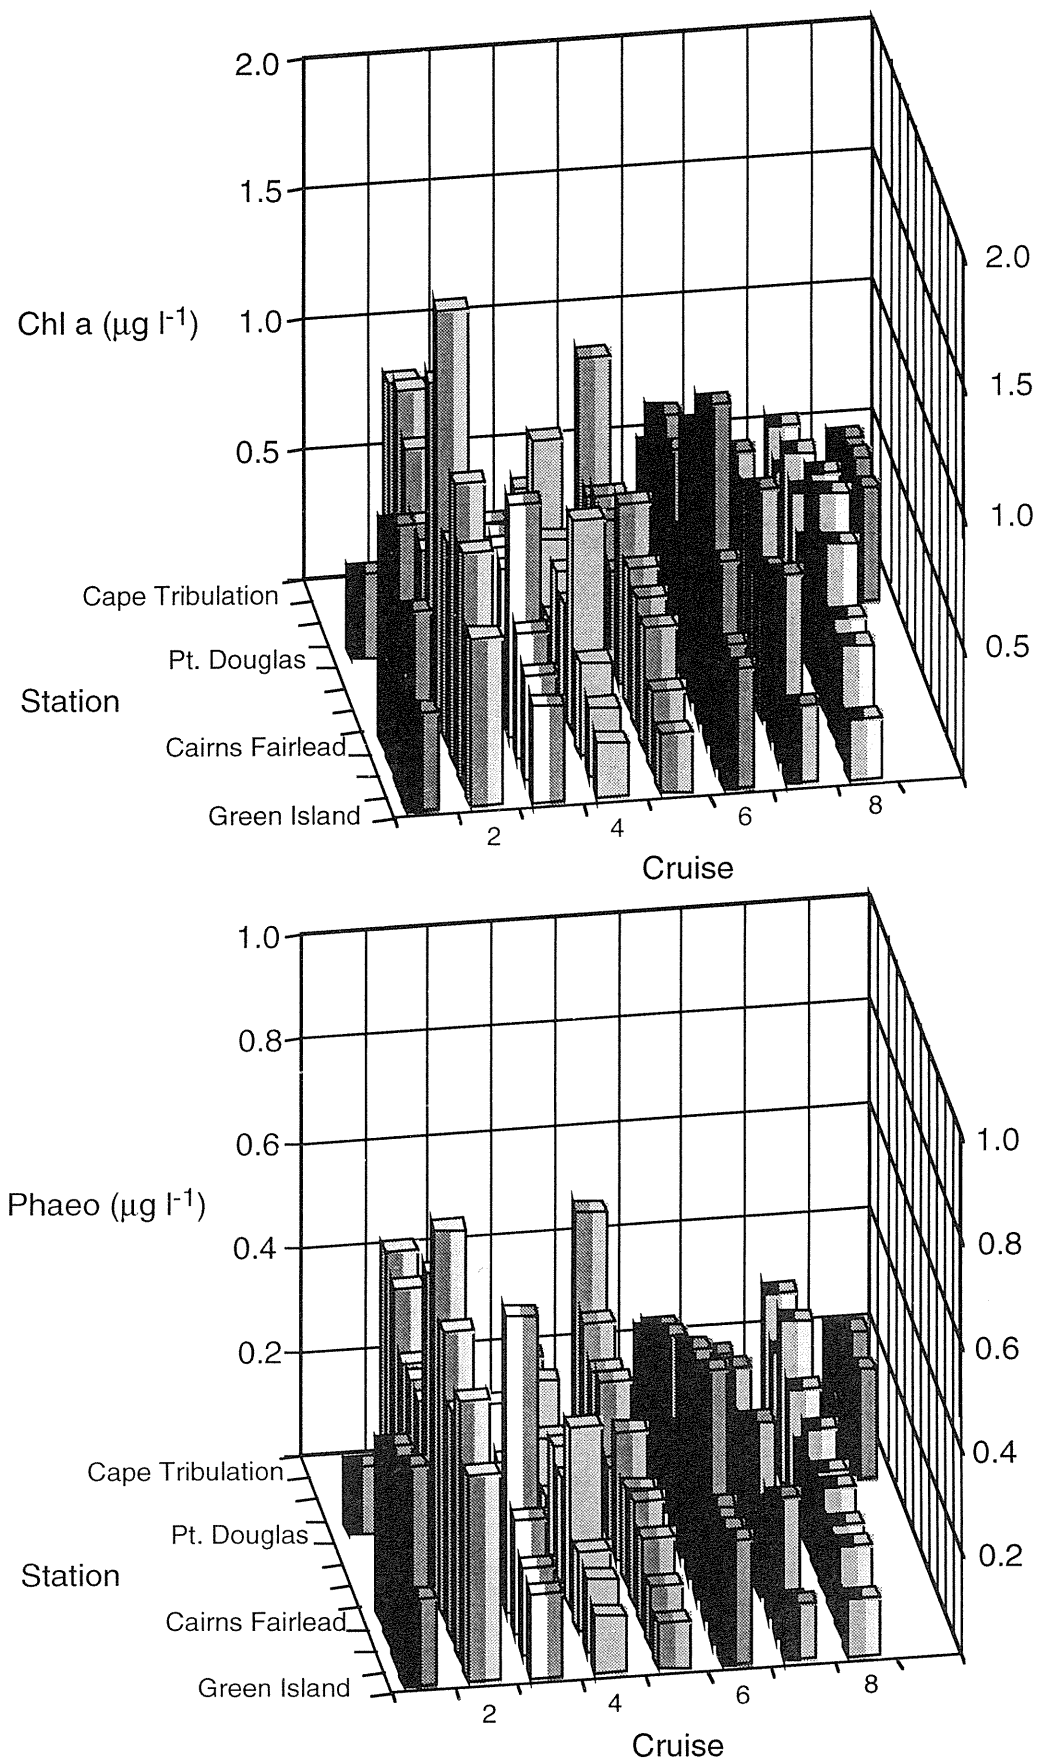 2.0
1.5
1.0
0.5
Chl a (µg l-1)
2.0
1.5
1.0
0.5
Cape Tribulation
Pt. Douglas
Station
Cairns Fairlead
Green Island
2 4 6 8
Cruise
1.0
0.8
0.6
0.4
0.2
Phaeo (µg l-1)
1.0
0.8
0.6
0.4
0.2
Cape Tribulation
Pt. Douglas
Station
Cairns Fairlead
Green Island
2 4 6 8
Cruise